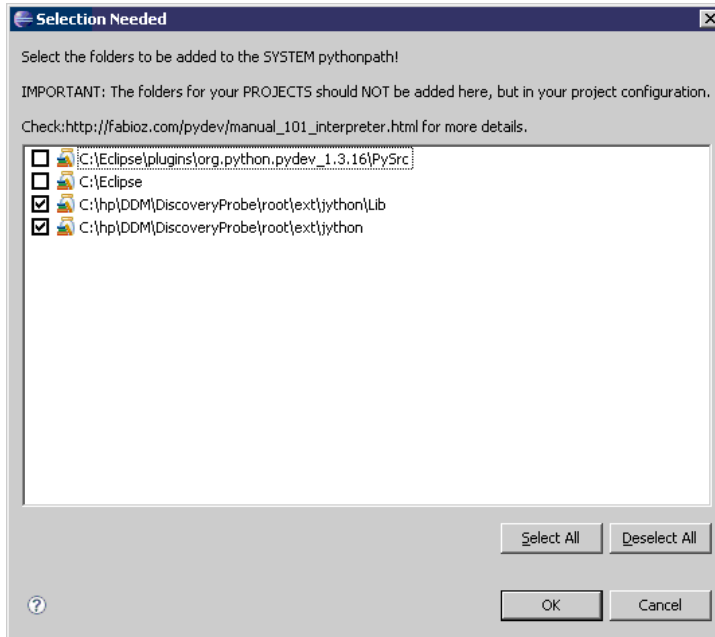 Selection Needed
Select the folders to be added to the SYSTEM pythonpath!
IMPORTANT: The folders for your PROJECTS should NOT be added here, but in your project configuration.
Check:http://fabioz.com/pydev/manual_101_interpreter.html for more details.
C:\Eclipse\plugins\org.python.pydev_1.3.16\PySrc
C:\Eclipse
C:\hp\DDM\DiscoveryProbe\root\ext\jython\Lib
C:\hp\DDM\DiscoveryProbe\root\ext\jython
Select All Deselect All
? OK Cancel